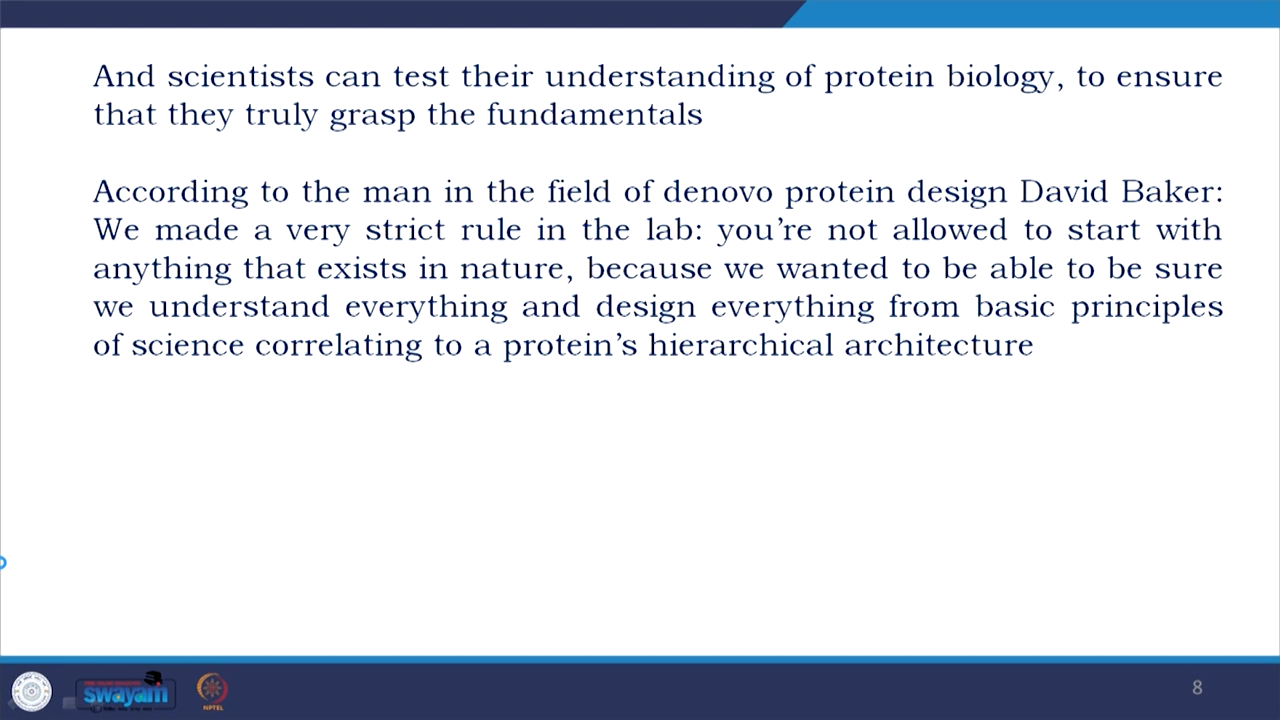 And scientists can test their understanding of protein biology, to ensure
that they truly grasp the fundamentals
According to the man in the field of denovo protein design David Baker:
We made a very strict rule in the lab: you’re not allowed to start with
anything that exists in nature, because we wanted to be able to be sure
we understand everything and design everything from basic principles
of science correlating to a protein’s hierarchical architecture
swayam
NPTEL
8